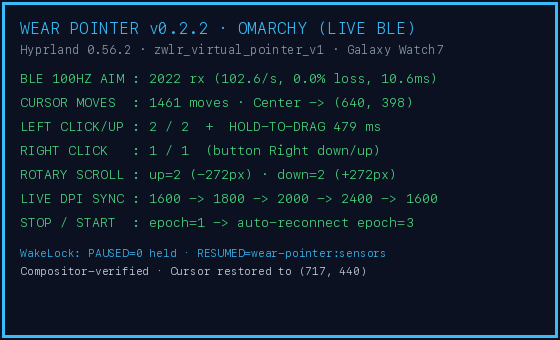 WEAR POINTER v0.2.2 · OMARCHY (LIVE BLE)
Hyprland 0.56.2 · zwlr_virtual_pointer_v1 · Galaxy Watch7
BLE 100HZ AIM : 2022 rx (102.6/s, 0.0% loss, 10.6ms)
CURSOR MOVES  : 1461 moves · Center -> (640, 398)
LEFT CLICK/UP : 2 / 2  +  HOLD-TO-DRAG 479 ms
RIGHT CLICK   : 1 / 1  (button Right down/up)
ROTARY SCROLL : up=2 (-272px) · down=2 (+272px)
LIVE DPI SYNC : 1600 -> 1800 -> 2000 -> 2400 -> 1600
STOP / START  : epoch=1 -> auto-reconnect epoch=3
WakeLock: PAUSED=0 held · RESUMED=wear-pointer:sensors
Compositor-verified · Cursor restored to (717, 440)